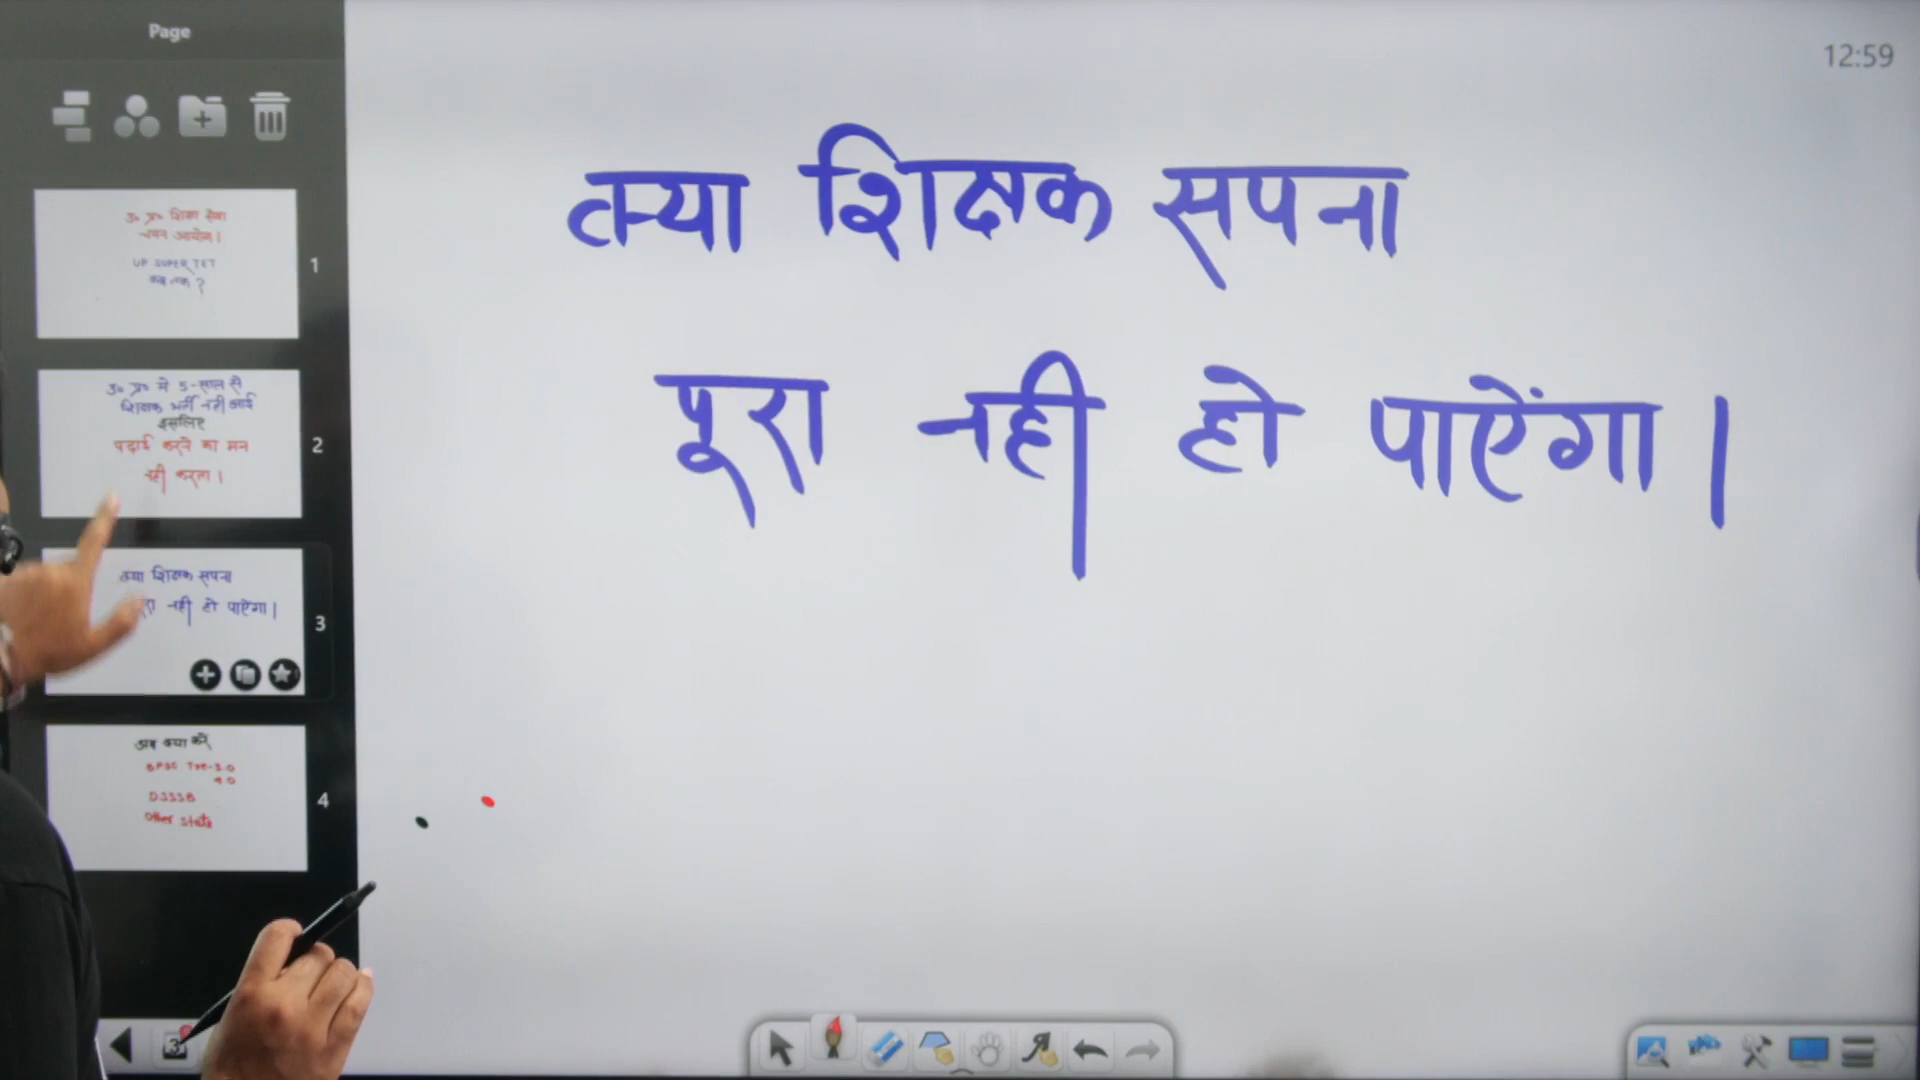 Page
12:59
उ० प्र० शिक्षा सेवा
चयन आयोग।
UP SUPER TET
कब तक ?
1
उ० प्र० मे 5-साल से
शिक्षक भर्ती नही आई
इसलिए
पढ़ाई करने का मन
नही करता।
2
क्या शिक्षक सपना
पूरा नही हो पाऐंगा।
3
अब क्या करे
BPSC Tre-3.0
4.0
DSSSB
Other State
4
क्या शिक्षक सपना
पूरा नही हो पाऐंगा।
3